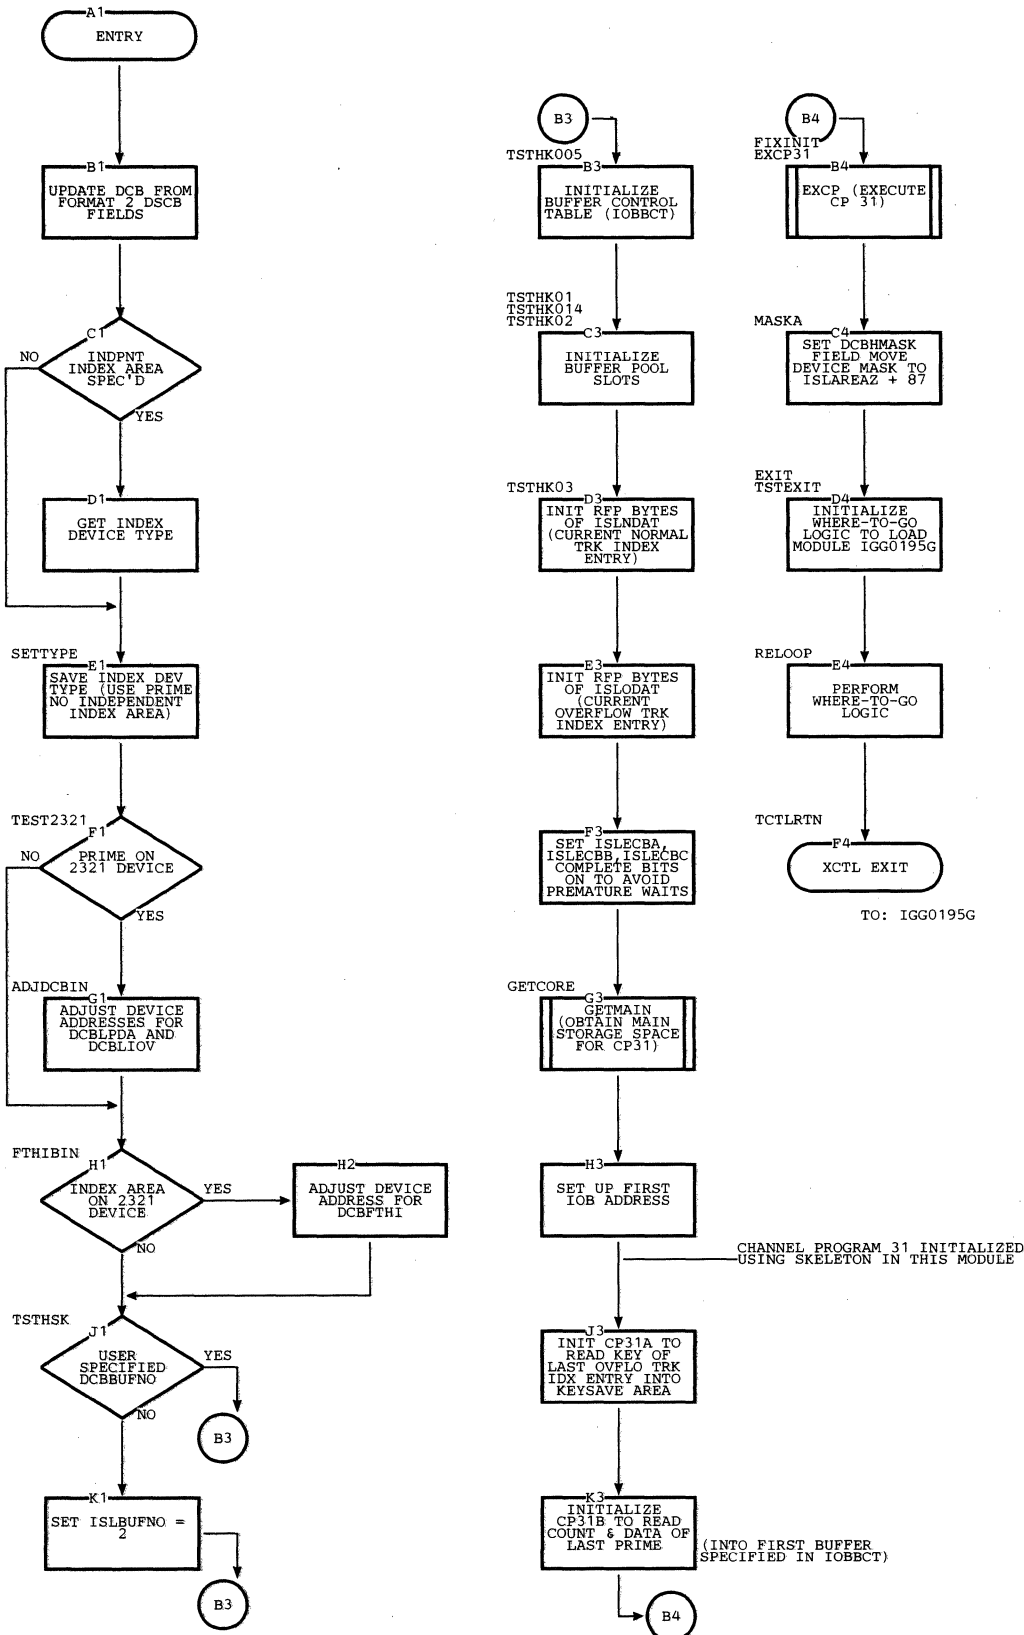 A1
ENTRY
B1
UPDATE DCB FROM
FORMAT 2 DSCB
FIELDS
C1
INDPNT
INDEX AREA
SPEC'D
NO
YES
D1
GET INDEX
DEVICE TYPE
SETTYPE
E1
SAVE INDEX DEV
TYPE (USE PRIME
NO INDEPENDENT
INDEX AREA)
TEST2321
F1
PRIME ON
2321 DEVICE
NO
YES
ADJDCBIN
G1
ADJUST DEVICE
ADDRESSES FOR
DCBLPDA AND
DCBLIOV
FTHIBIN
H1
INDEX AREA
ON 2321
DEVICE
YES
NO
H2
ADJUST DEVICE
ADDRESS FOR
DCBFTHI
TSTHSK
J1
USER
SPECIFIED
DCBBUFNO
YES
NO
B3
K1
SET ISLBUFNO =
2
B3
B3
TSTHK005
B3
INITIALIZE
BUFFER CONTROL
TABLE (IOBBCT)
TSTHK01
TSTHK014
TSTHK02
C3
INITIALIZE
BUFFER POOL
SLOTS
TSTHK03
D3
INIT RFP BYTES
OF ISLNDAT
(CURRENT NORMAL
TRK INDEX
ENTRY)
E3
INIT RFP BYTES
OF ISLODAT
(CURRENT
OVERFLOW TRK
INDEX ENTRY)
F3
SET ISLECBA,
ISLECBB,ISLECBC
COMPLETE BITS
ON TO AVOID
PREMATURE WAITS
GETCORE
G3
GETMAIN
(OBTAIN MAIN
STORAGE SPACE
FOR CP31)
H3
SET UP FIRST
IOB ADDRESS
CHANNEL PROGRAM 31 INITIALIZED
USING SKELETON IN THIS MODULE
J3
INIT CP31A TO
READ KEY OF
LAST OVFLO TRK
IDX ENTRY INTO
KEYSAVE AREA
K3
INITIALIZE
CP31B TO READ
COUNT & DATA OF
LAST PRIME
(INTO FIRST BUFFER
SPECIFIED IN IOBBCT)
B4
B4
FIXINIT
EXCP31
B4
EXCP (EXECUTE
CP 31)
MASKA
C4
SET DCBHMASK
FIELD MOVE
DEVICE MASK TO
ISLAREAZ + 87
EXIT
TSTEXIT
D4
INITIALIZE
WHERE-TO-GO
LOGIC TO LOAD
MODULE IGG0195G
RELOOP
E4
PERFORM
WHERE-TO-GO
LOGIC
TCTLRTN
F4
XCTL EXIT
TO: IGG0195G